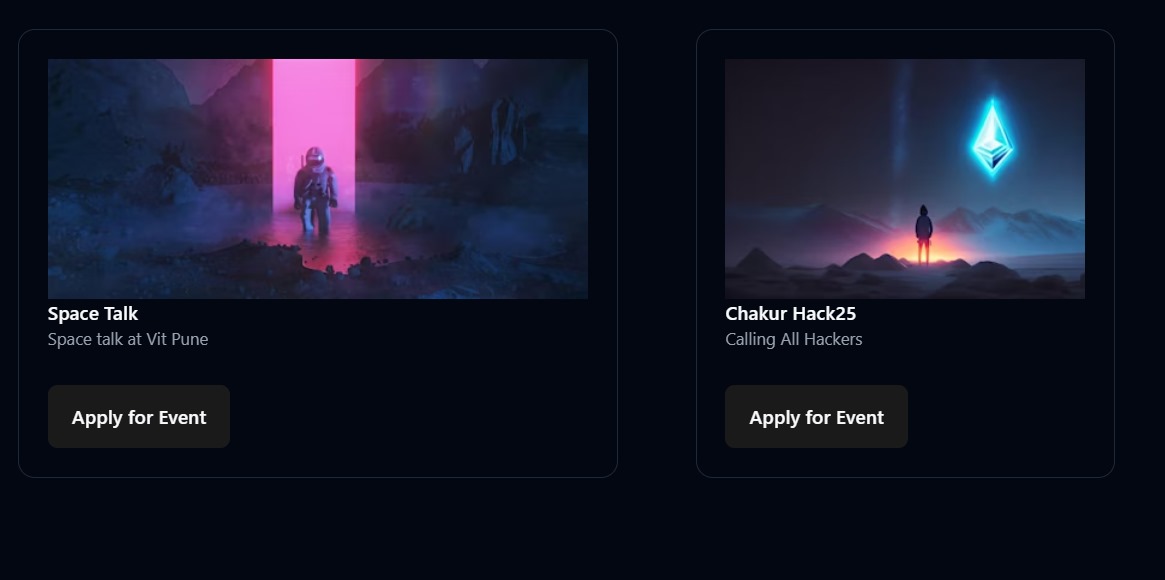 Space Talk
Space talk at Vit Pune
Apply for Event
Chakur Hack25
Calling All Hackers
Apply for Event